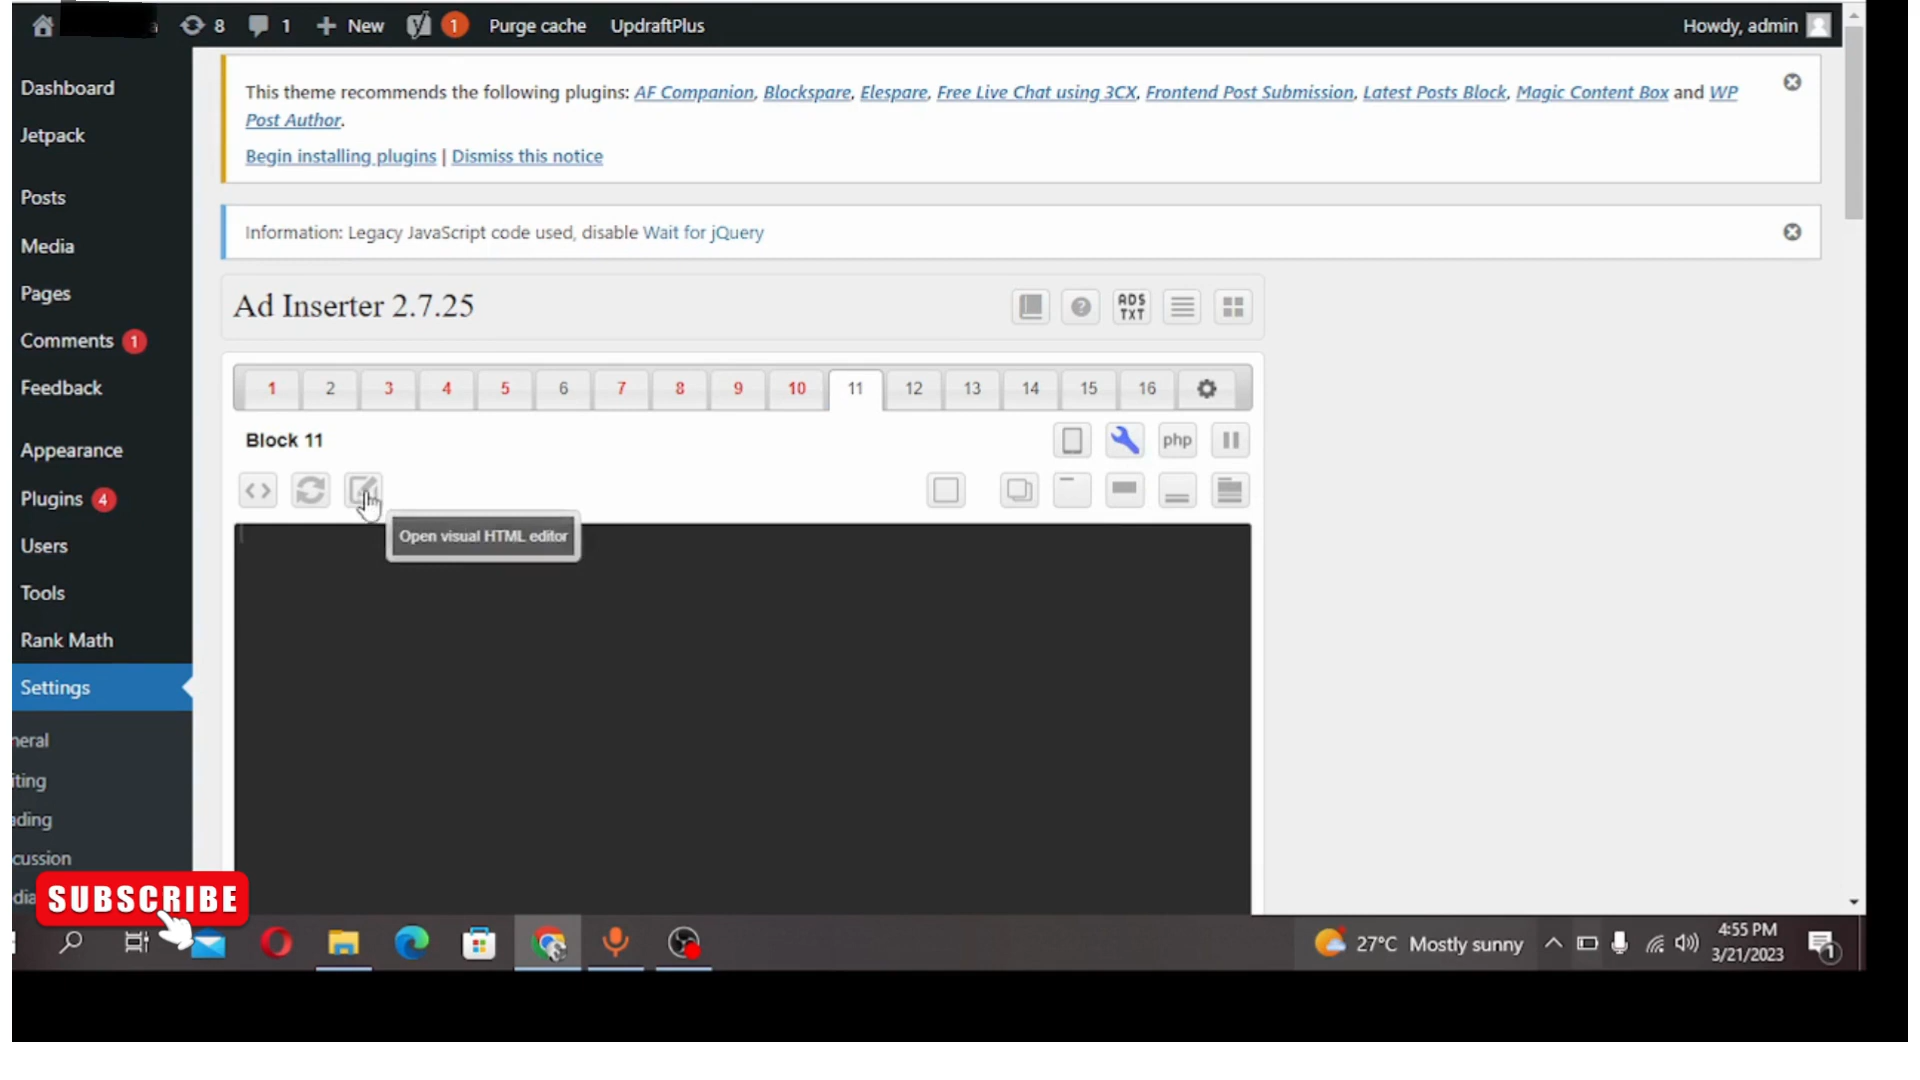 8 1 New 1 Purge cache UpdraftPlus Howdy, admin
Dashboard
Jetpack
Posts
Media
Pages
Comments 1
Feedback
Appearance
Plugins 4
Users
Tools
Rank Math
Settings
neral
iting
ading
cussion
dia
This theme recommends the following plugins: AF Companion, Blockspare, Elespare, Free Live Chat using 3CX, Frontend Post Submission, Latest Posts Block, Magic Content Box and WP
Post Author.
Begin installing plugins | Dismiss this notice
Information: Legacy JavaScript code used, disable Wait for jQuery
Ad Inserter 2.7.25 ADS
TXT
1 2 3 4 5 6 7 8 9 10 11 12 13 14 15 16
Block 11 php
Open visual HTML editor
SUBSCRIBE
27°C Mostly sunny 4:55 PM
3/21/2023 1